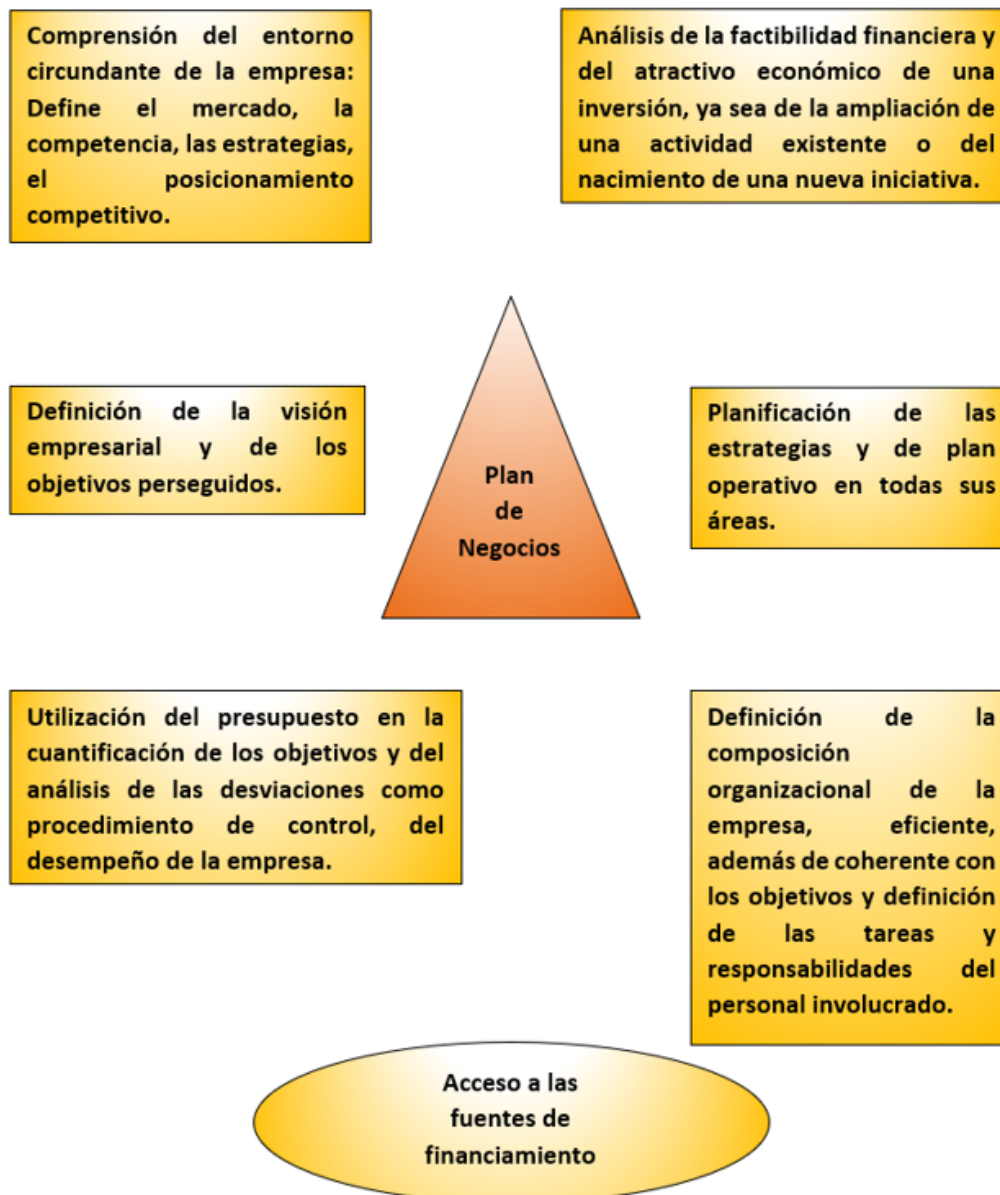 Comprensión del entorno
circundante de la empresa:
Define el mercado, la
competencia, las estrategias,
el posicionamiento
competitivo.
Análisis de la factibilidad financiera y
del atractivo económico de una
inversión, ya sea de la ampliación de
una actividad existente o del
nacimiento de una nueva iniciativa.
Definición de la visión
empresarial y de los
objetivos perseguidos.
Plan
de
Negocios
Planificación de las
estrategias y de plan
operativo en todas sus
áreas.
Utilización del presupuesto en la
cuantificación de los objetivos y del
análisis de las desviaciones como
procedimiento de control, del
desempeño de la empresa.
Definición de la
composición
organizacional de la
empresa, eficiente,
además de coherente con
los objetivos y definición
de las tareas y
responsabilidades del
personal involucrado.
Acceso a las
fuentes de
financiamiento